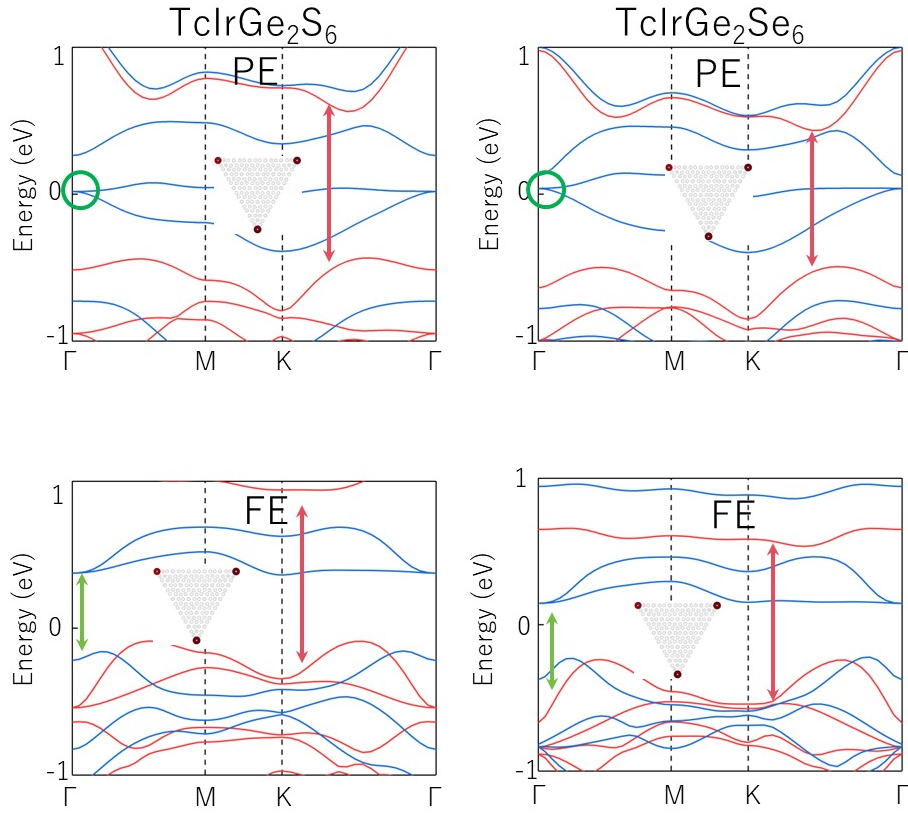 TcIrGe₂S₆
TcIrGe₂Se₆
1
PE
Energy (eV)
0
-1
Γ M K Γ
1
PE
Energy (eV)
0
-1
Γ M K Γ
1
FE
Energy (eV)
0
-1
Γ M K Γ
1
FE
Energy (eV)
0
-1
Γ M K Γ